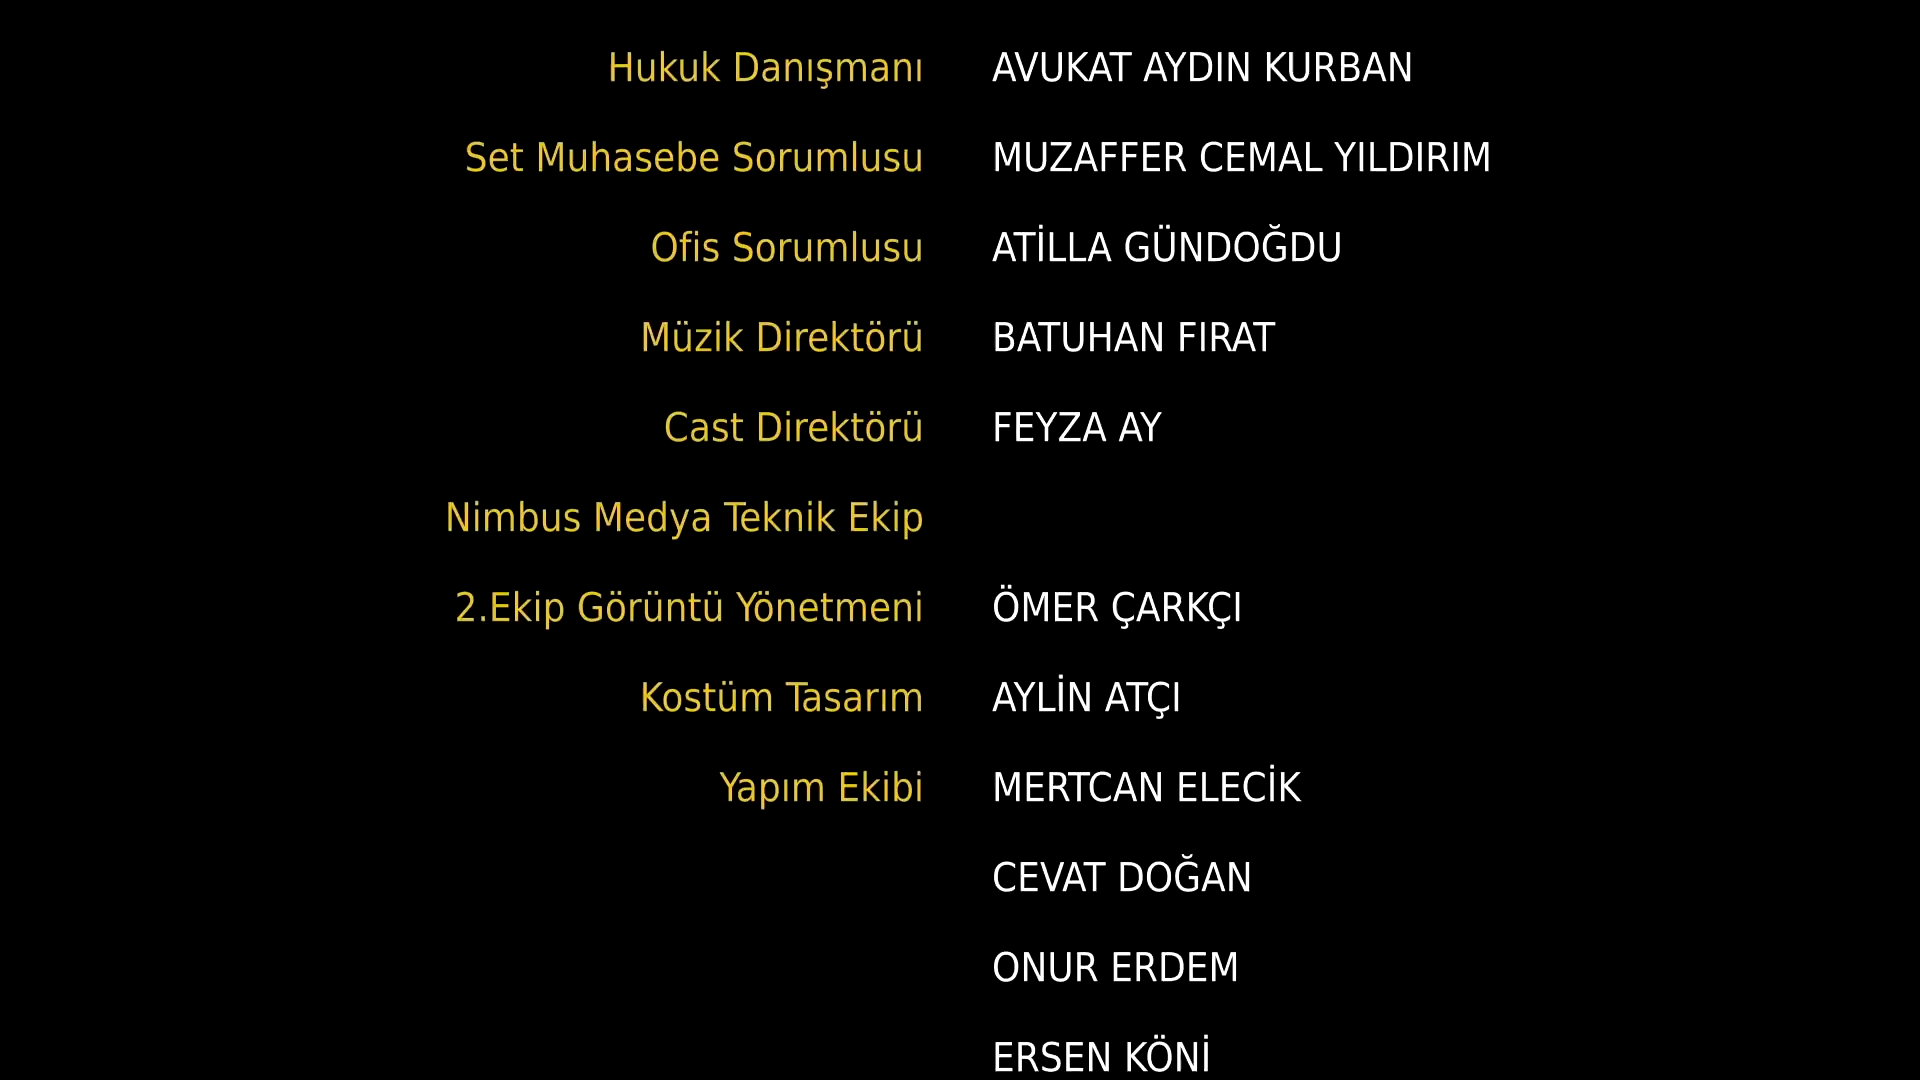 Hukuk Danışmanı AVUKAT AYDIN KURBAN
Set Muhasebe Sorumlusu MUZAFFER CEMAL YILDIRIM
Ofis Sorumlusu ATİLLA GÜNDOĞDU
Müzik Direktörü BATUHAN FIRAT
Cast Direktörü FEYZA AY
Nimbus Medya Teknik Ekip
2.Ekip Görüntü Yönetmeni ÖMER ÇARKÇI
Kostüm Tasarım AYLİN ATÇI
Yapım Ekibi MERTCAN ELECİK
CEVAT DOĞAN
ONUR ERDEM
ERSEN KÖNİ